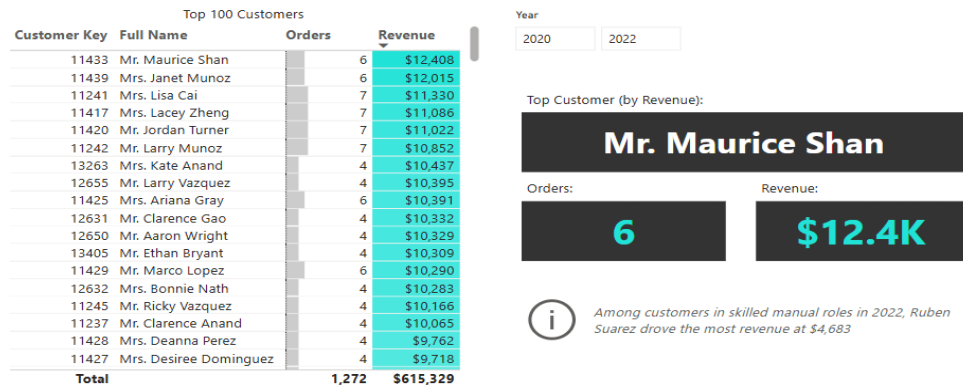 Top 100 Customers
Customer Key Full Name Orders Revenue
11433 Mr. Maurice Shan 6 $12,408
11439 Mrs. Janet Munoz 6 $12,015
11241 Mrs. Lisa Cai 7 $11,330
11417 Mrs. Lacey Zheng 7 $11,086
11420 Mr. Jordan Turner 7 $11,022
11242 Mr. Larry Munoz 7 $10,852
13263 Mrs. Kate Anand 4 $10,437
12655 Mr. Larry Vazquez 4 $10,395
11425 Mrs. Ariana Gray 6 $10,391
12631 Mr. Clarence Gao 4 $10,332
12650 Mr. Aaron Wright 4 $10,329
13405 Mr. Ethan Bryant 4 $10,309
11429 Mr. Marco Lopez 6 $10,290
12632 Mrs. Bonnie Nath 4 $10,283
11245 Mr. Ricky Vazquez 4 $10,166
11237 Mr. Clarence Anand 4 $10,065
11428 Mrs. Deanna Perez 4 $9,762
11427 Mrs. Desiree Dominguez 4 $9,718
Total 1,272 $615,329
Year
2020 2022
Top Customer (by Revenue):
Mr. Maurice Shan
Orders: Revenue:
6 $12.4K
i
Among customers in skilled manual roles in 2022, Ruben
Suarez drove the most revenue at $4,683